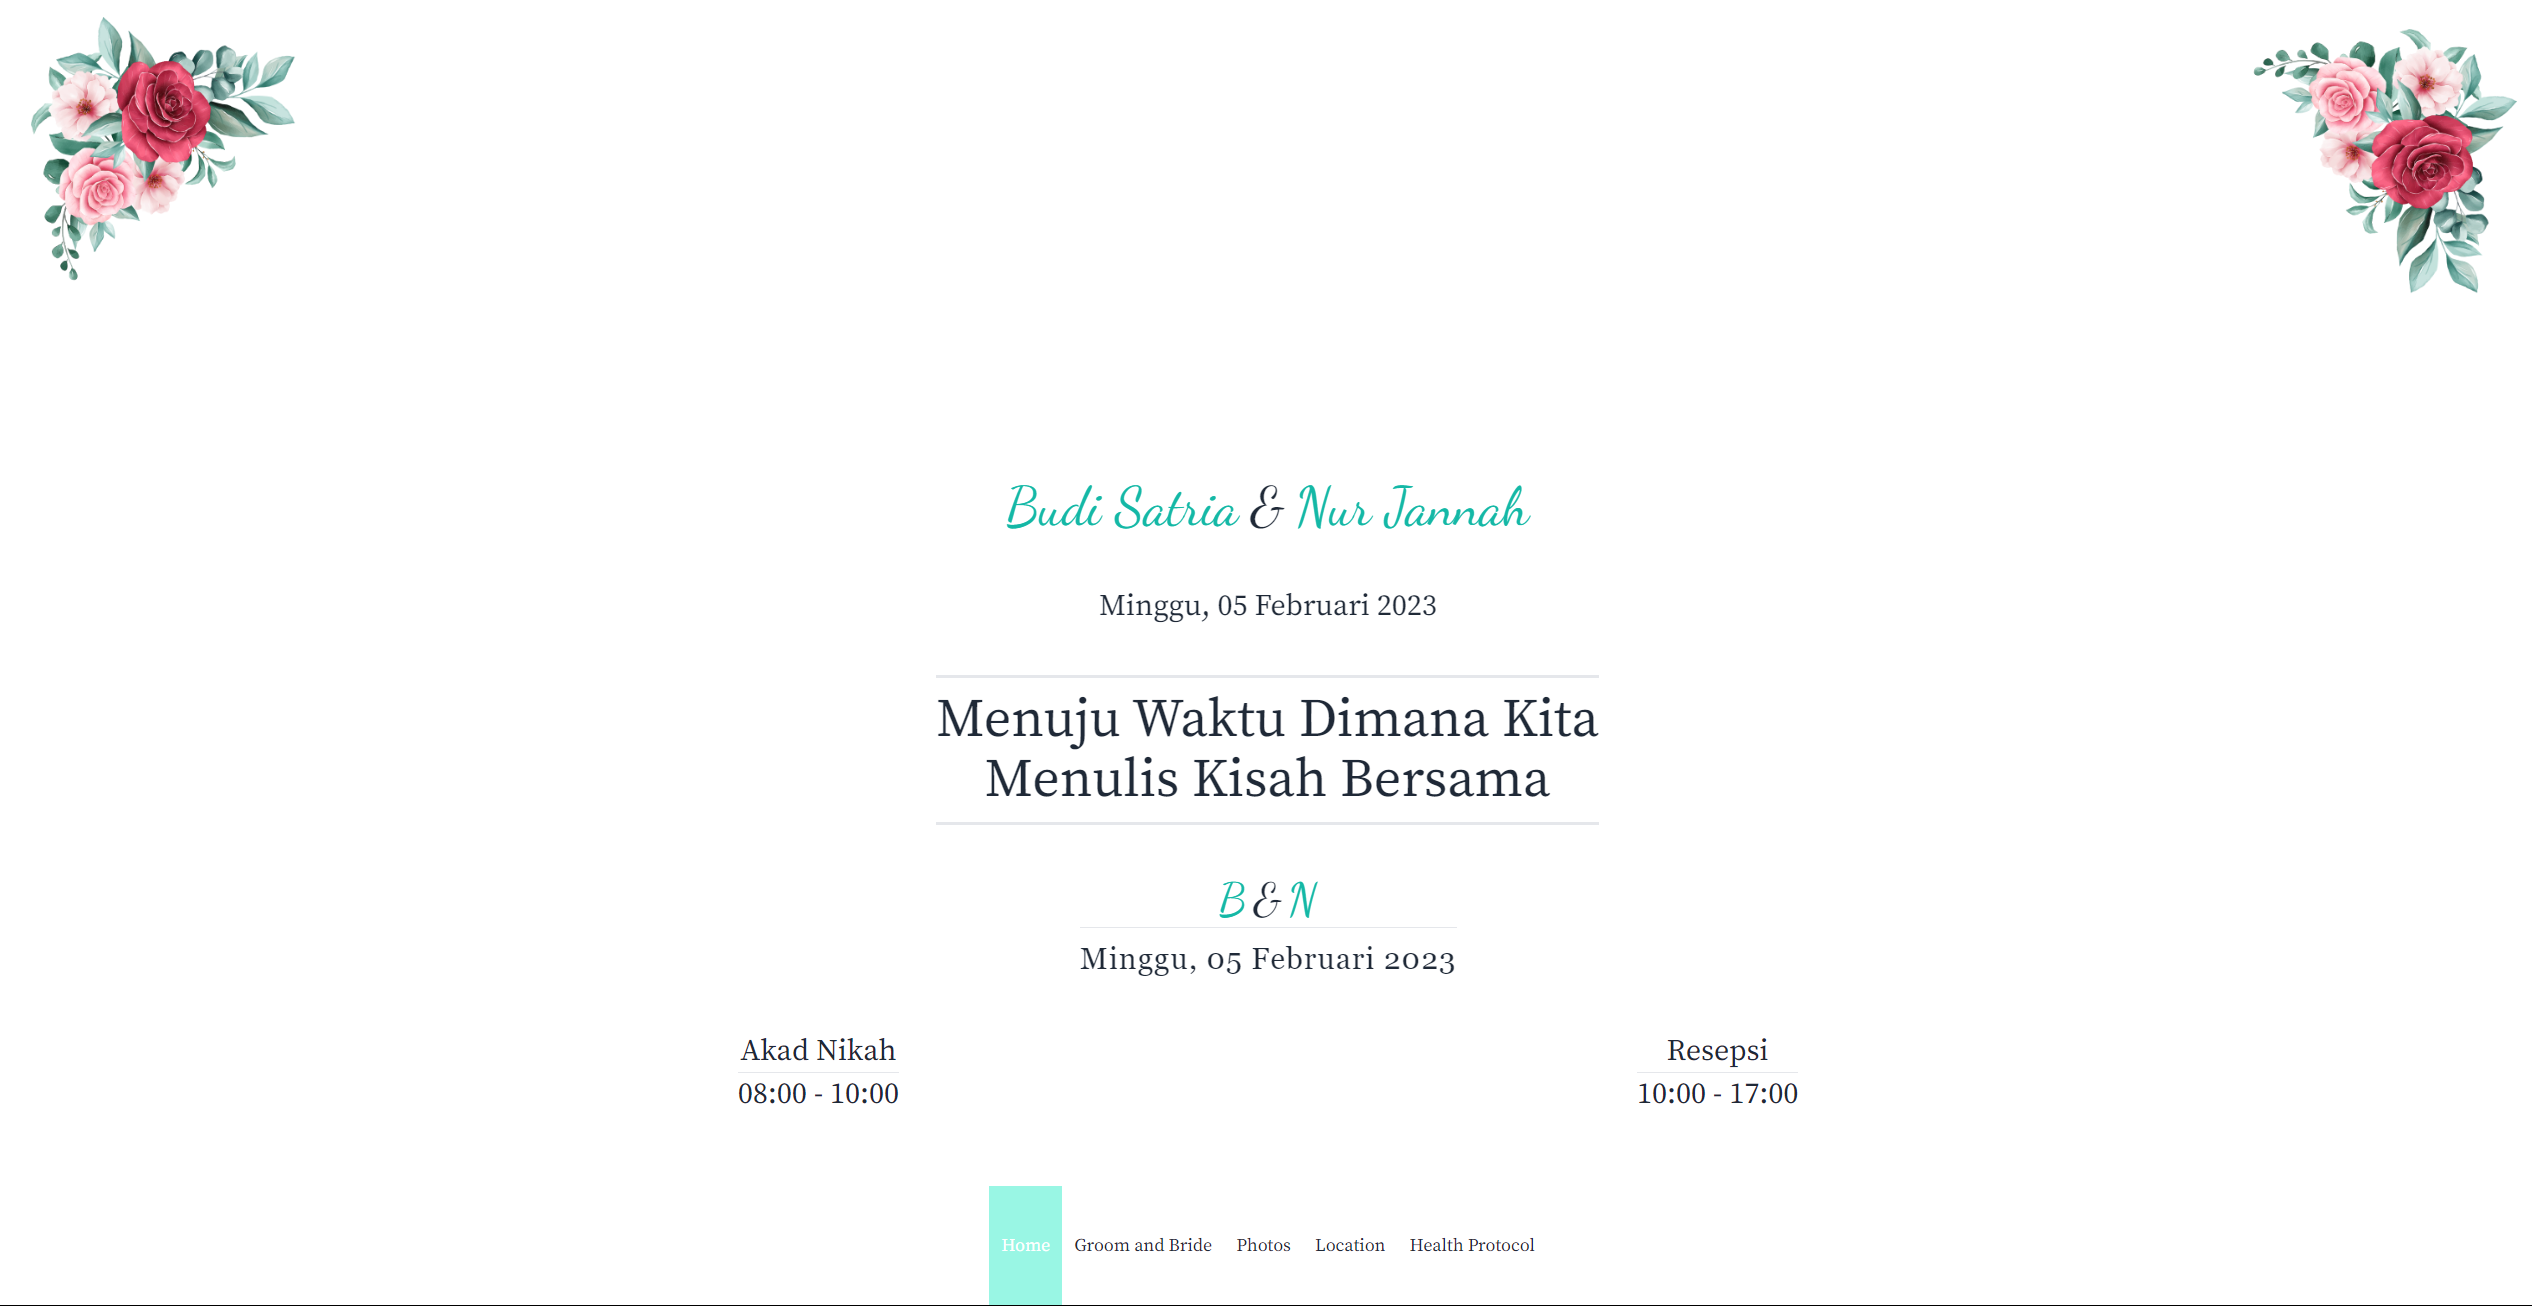 Budi Satria & Nur Jannah
Minggu, 05 Februari 2023
Menuju Waktu Dimana Kita
Menulis Kisah Bersama
B & N
Minggu, 05 Februari 2023
Akad Nikah
08:00 - 10:00
Resepsi
10:00 - 17:00
Home Groom and Bride Photos Location Health Protocol